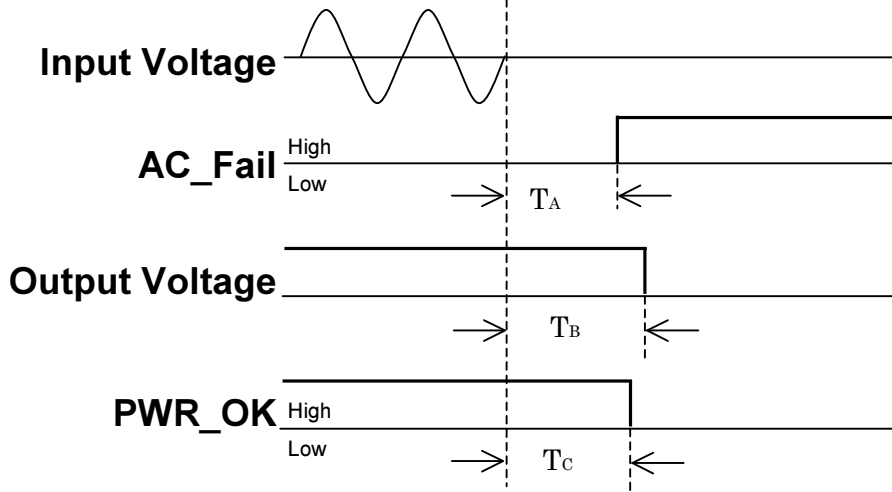 Input Voltage
AC_Fail
High
Low
TA
Output Voltage
TB
PWR_OK
High
Low
TC